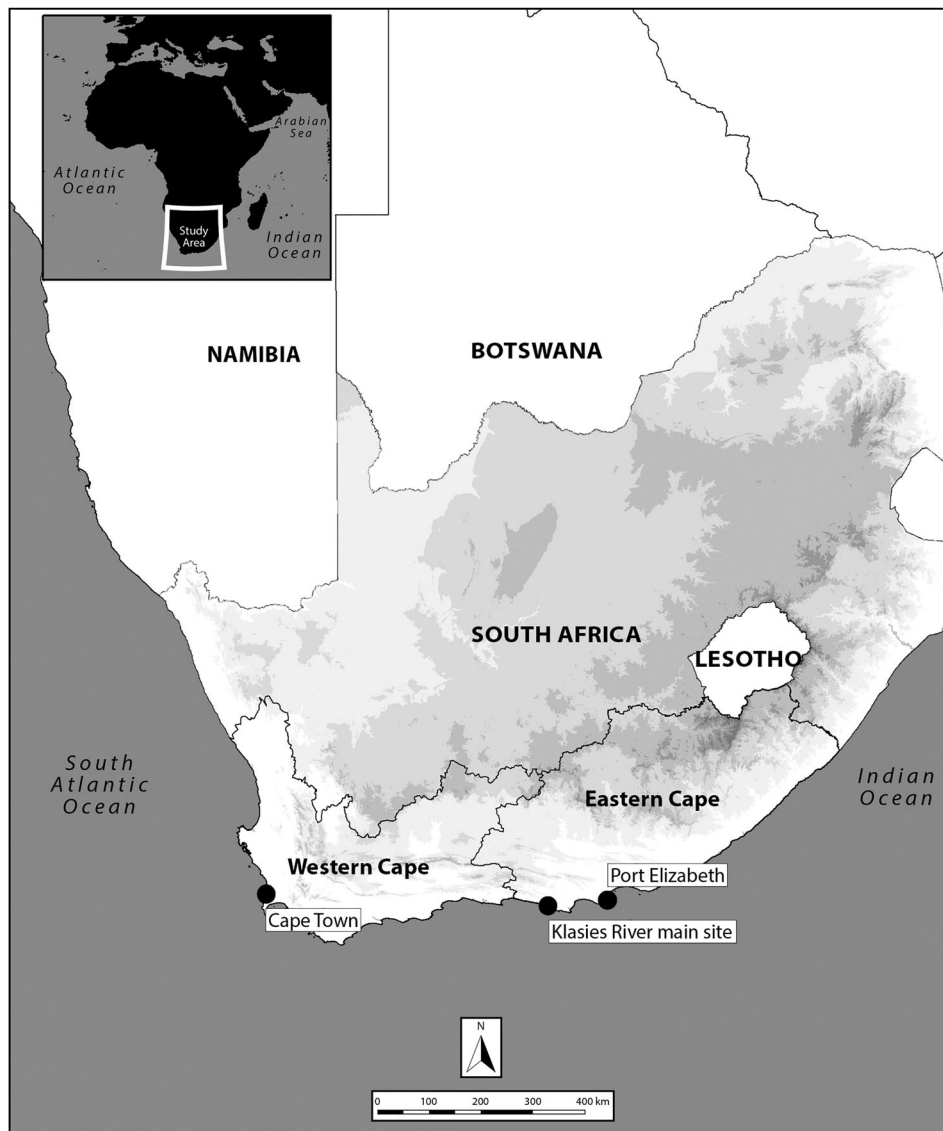 Arabian
Sea
Atlantic
Ocean
Study
Area
Indian
Ocean
NAMIBIA
BOTSWANA
SOUTH AFRICA
LESOTHO
South
Atlantic
Ocean
Indian
Ocean
Eastern Cape
Western Cape
Port Elizabeth
Cape Town
Klasies River main site
N
0 100 200 300 400 km